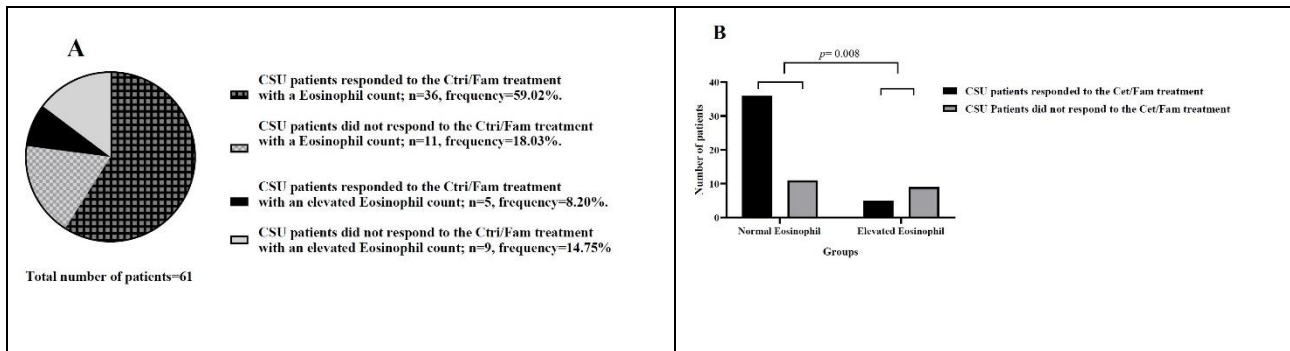 A
CSU patients responded to the Ctri/Fam treatment
with a Eosinophil count; n=36, frequency=59.02%.
CSU patients did not respond to the Ctri/Fam treatment
with a Eosinophil count; n=11, frequency=18.03%.
CSU patients responded to the Ctri/Fam treatment
with an elevated Eosinophil count; n=5, frequency=8.20%.
CSU patients did not respond to the Ctri/Fam treatment
with an elevated Eosinophil count; n=9, frequency=14.75%
Total number of patients=61
B
p= 0.008
CSU patients responded to the Cet/Fam treatment
CSU Patients did not respond to the Cet/Fam treatment
Number of patients
40
30
20
10
0
Normal Eosinophil
Elevated Eosinophil
Groups